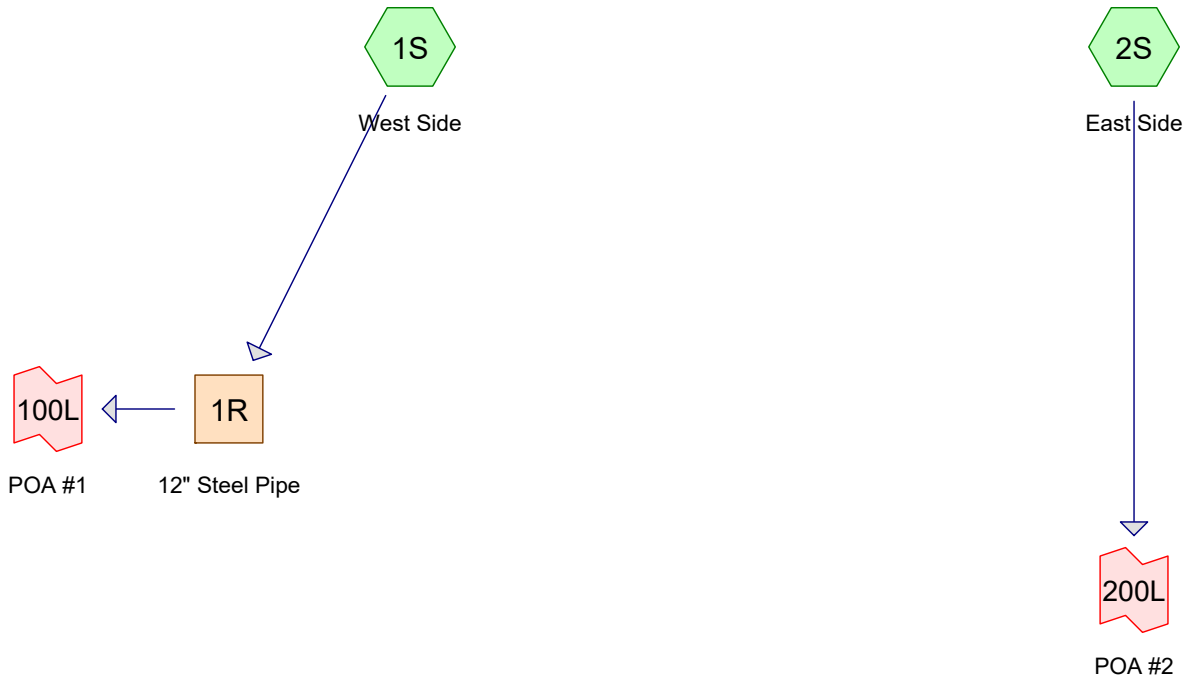 1S
West Side
2S
East Side
100L
POA #1
1R
12" Steel Pipe
200L
POA #2